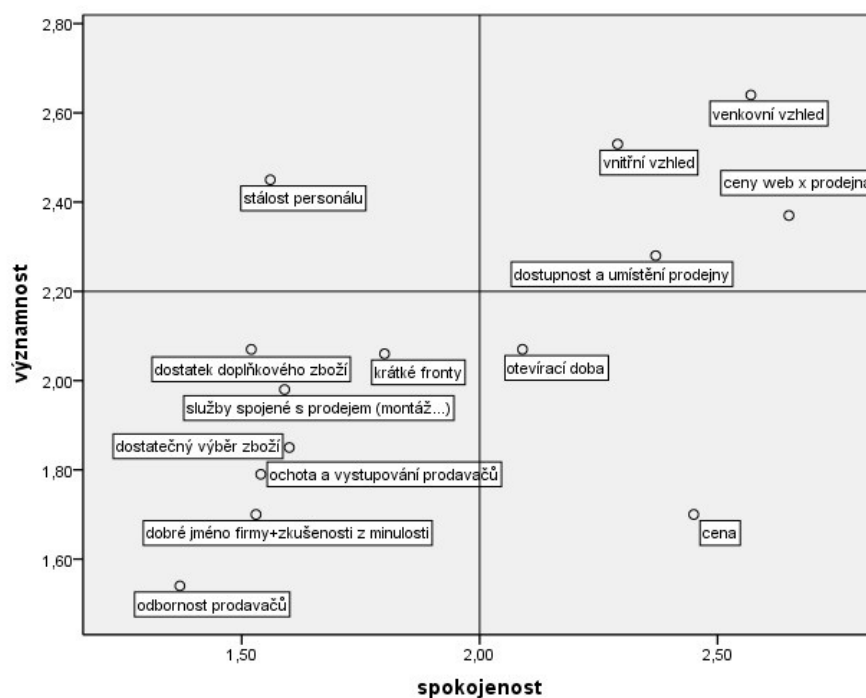 2,80
2,60
2,40
2,20
2,00
1,80
1,60
významnost
venkovní vzhled
vnitřní vzhled
ceny web x prodejna
stálost personálu
dostupnost a umístění prodejny
dostatek doplňkového zboží
krátké fronty
otevírací doba
služby spojené s prodejem (montáž...)
dostatečný výběr zboží
ochota a vystupování prodavačů
dobré jméno firmy+zkušenosti z minulosti
cena
odbornost prodavačů
1,50
2,00
2,50
spokojenost